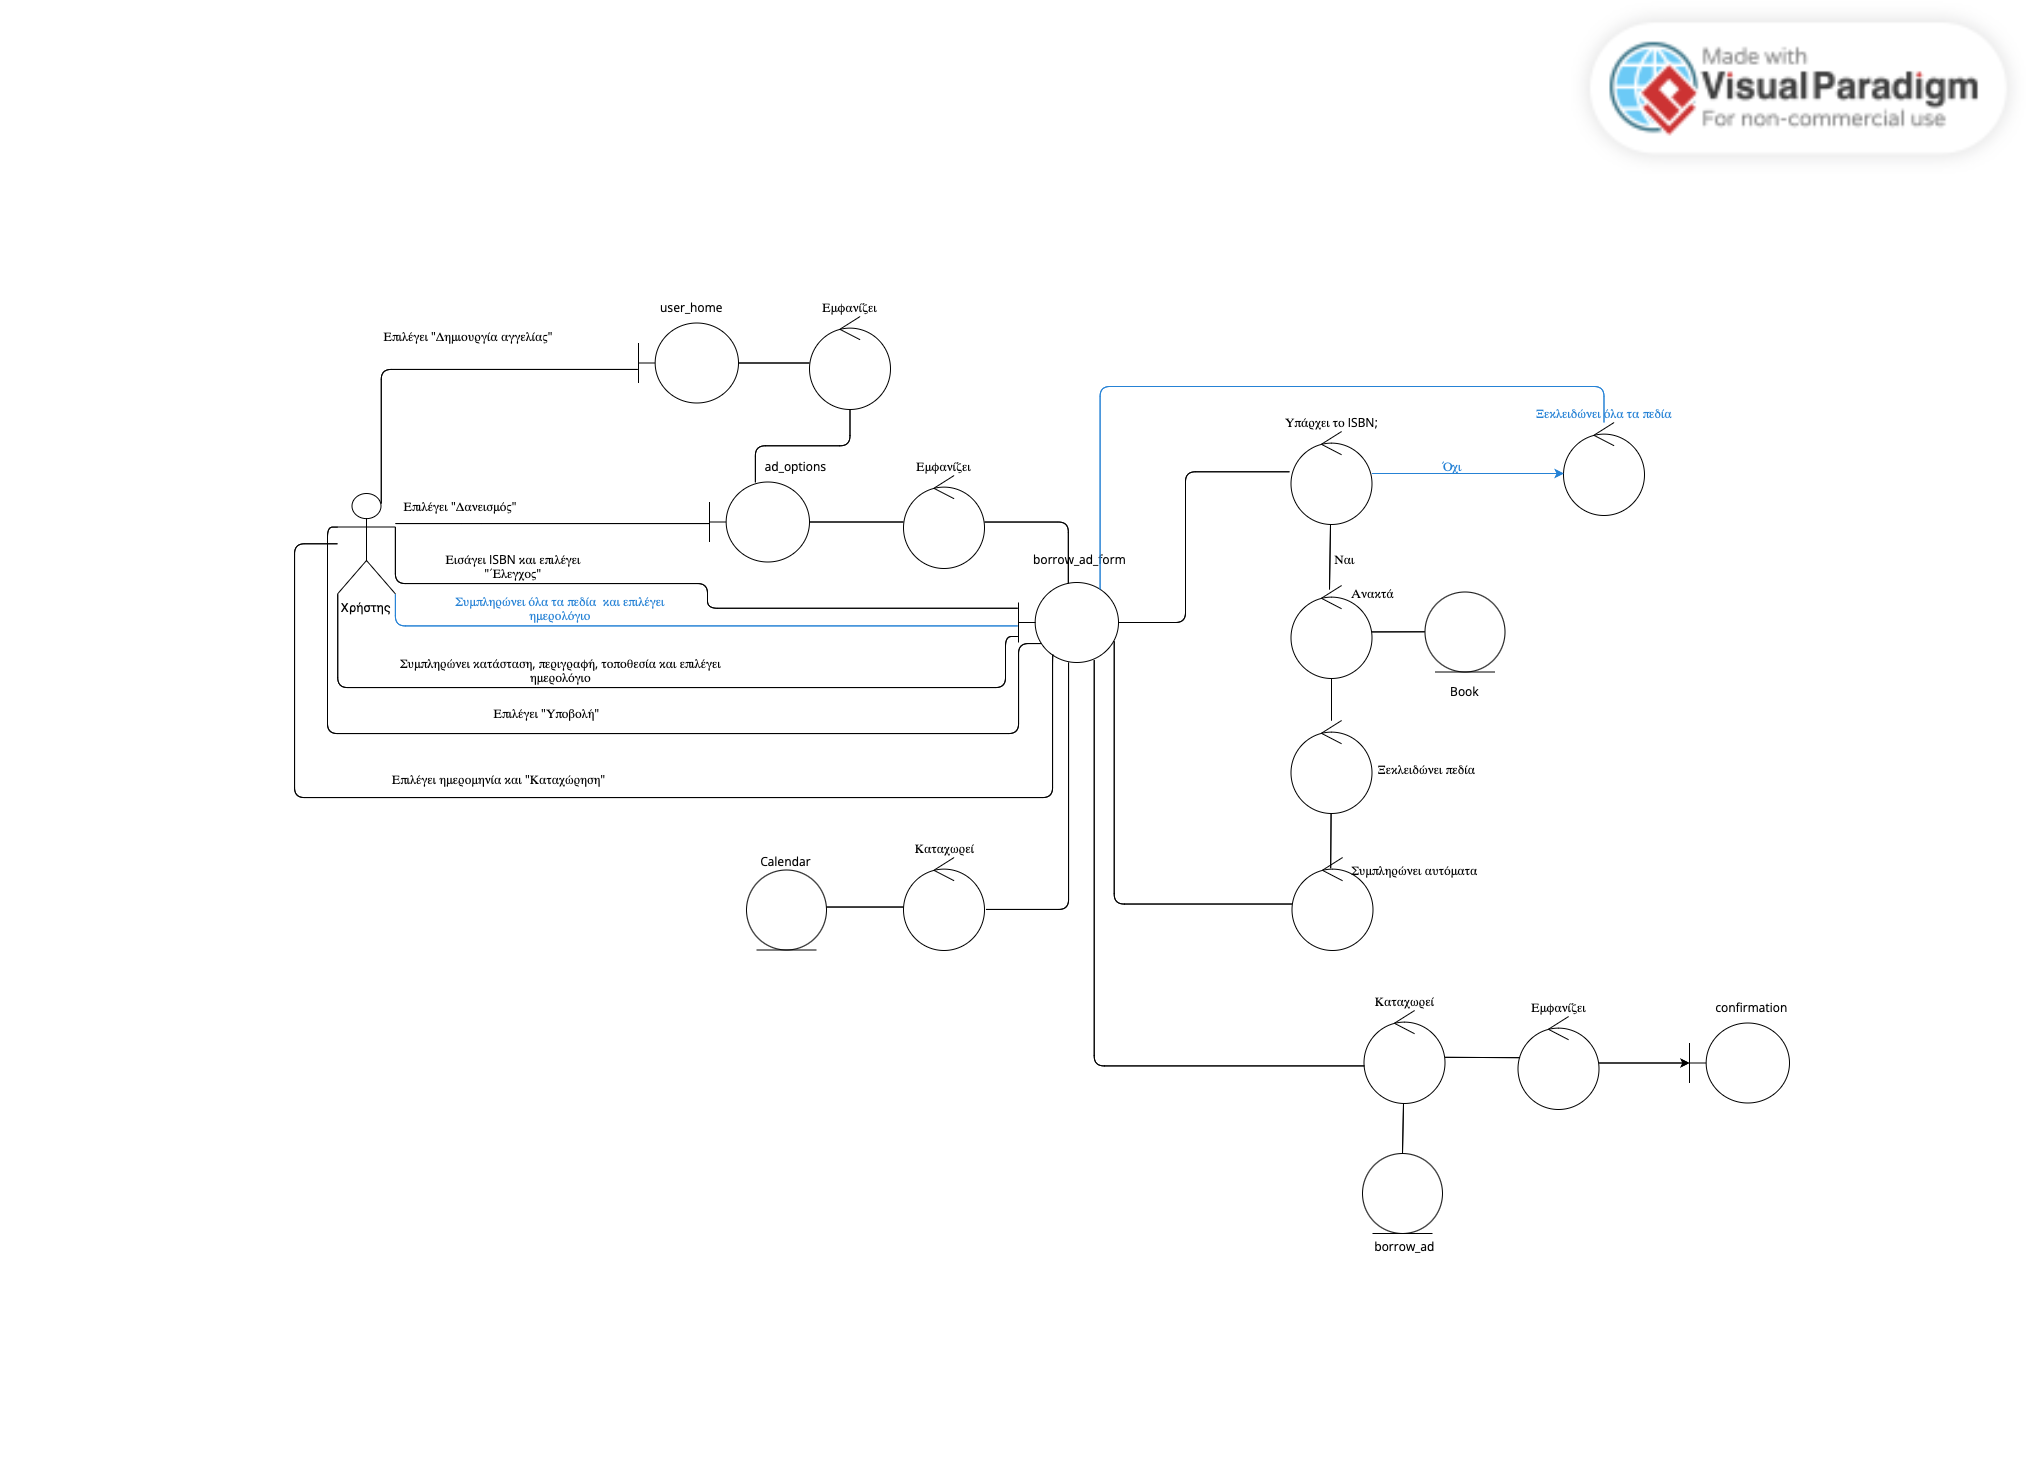 Made with
Visual Paradigm
For non-commercial use
user_home
Εμφανίζει
Επιλέγει "Δημιουργία αγγελίας"
Ξεκλειδώνει όλα τα πεδία
Υπάρχει το ISBN;
ad_options
Εμφανίζει
Όχι
Επιλέγει "Δανεισμός"
Εισάγει ISBN και επιλέγει
"Έλεγχος"
borrow_ad_form
Ναι
Ανακτά
Χρήστης
Συμπληρώνει όλα τα πεδία και επιλέγει
ημερολόγιο
Συμπληρώνει κατάσταση, περιγραφή, τοποθεσία και επιλέγει
ημερολόγιο
Book
Επιλέγει "Υποβολή"
Ξεκλειδώνει πεδία
Επιλέγει ημερομηνία και "Καταχώρηση"
Calendar
Καταχωρεί
Συμπληρώνει αυτόματα
Καταχωρεί
Εμφανίζει
confirmation
borrow_ad